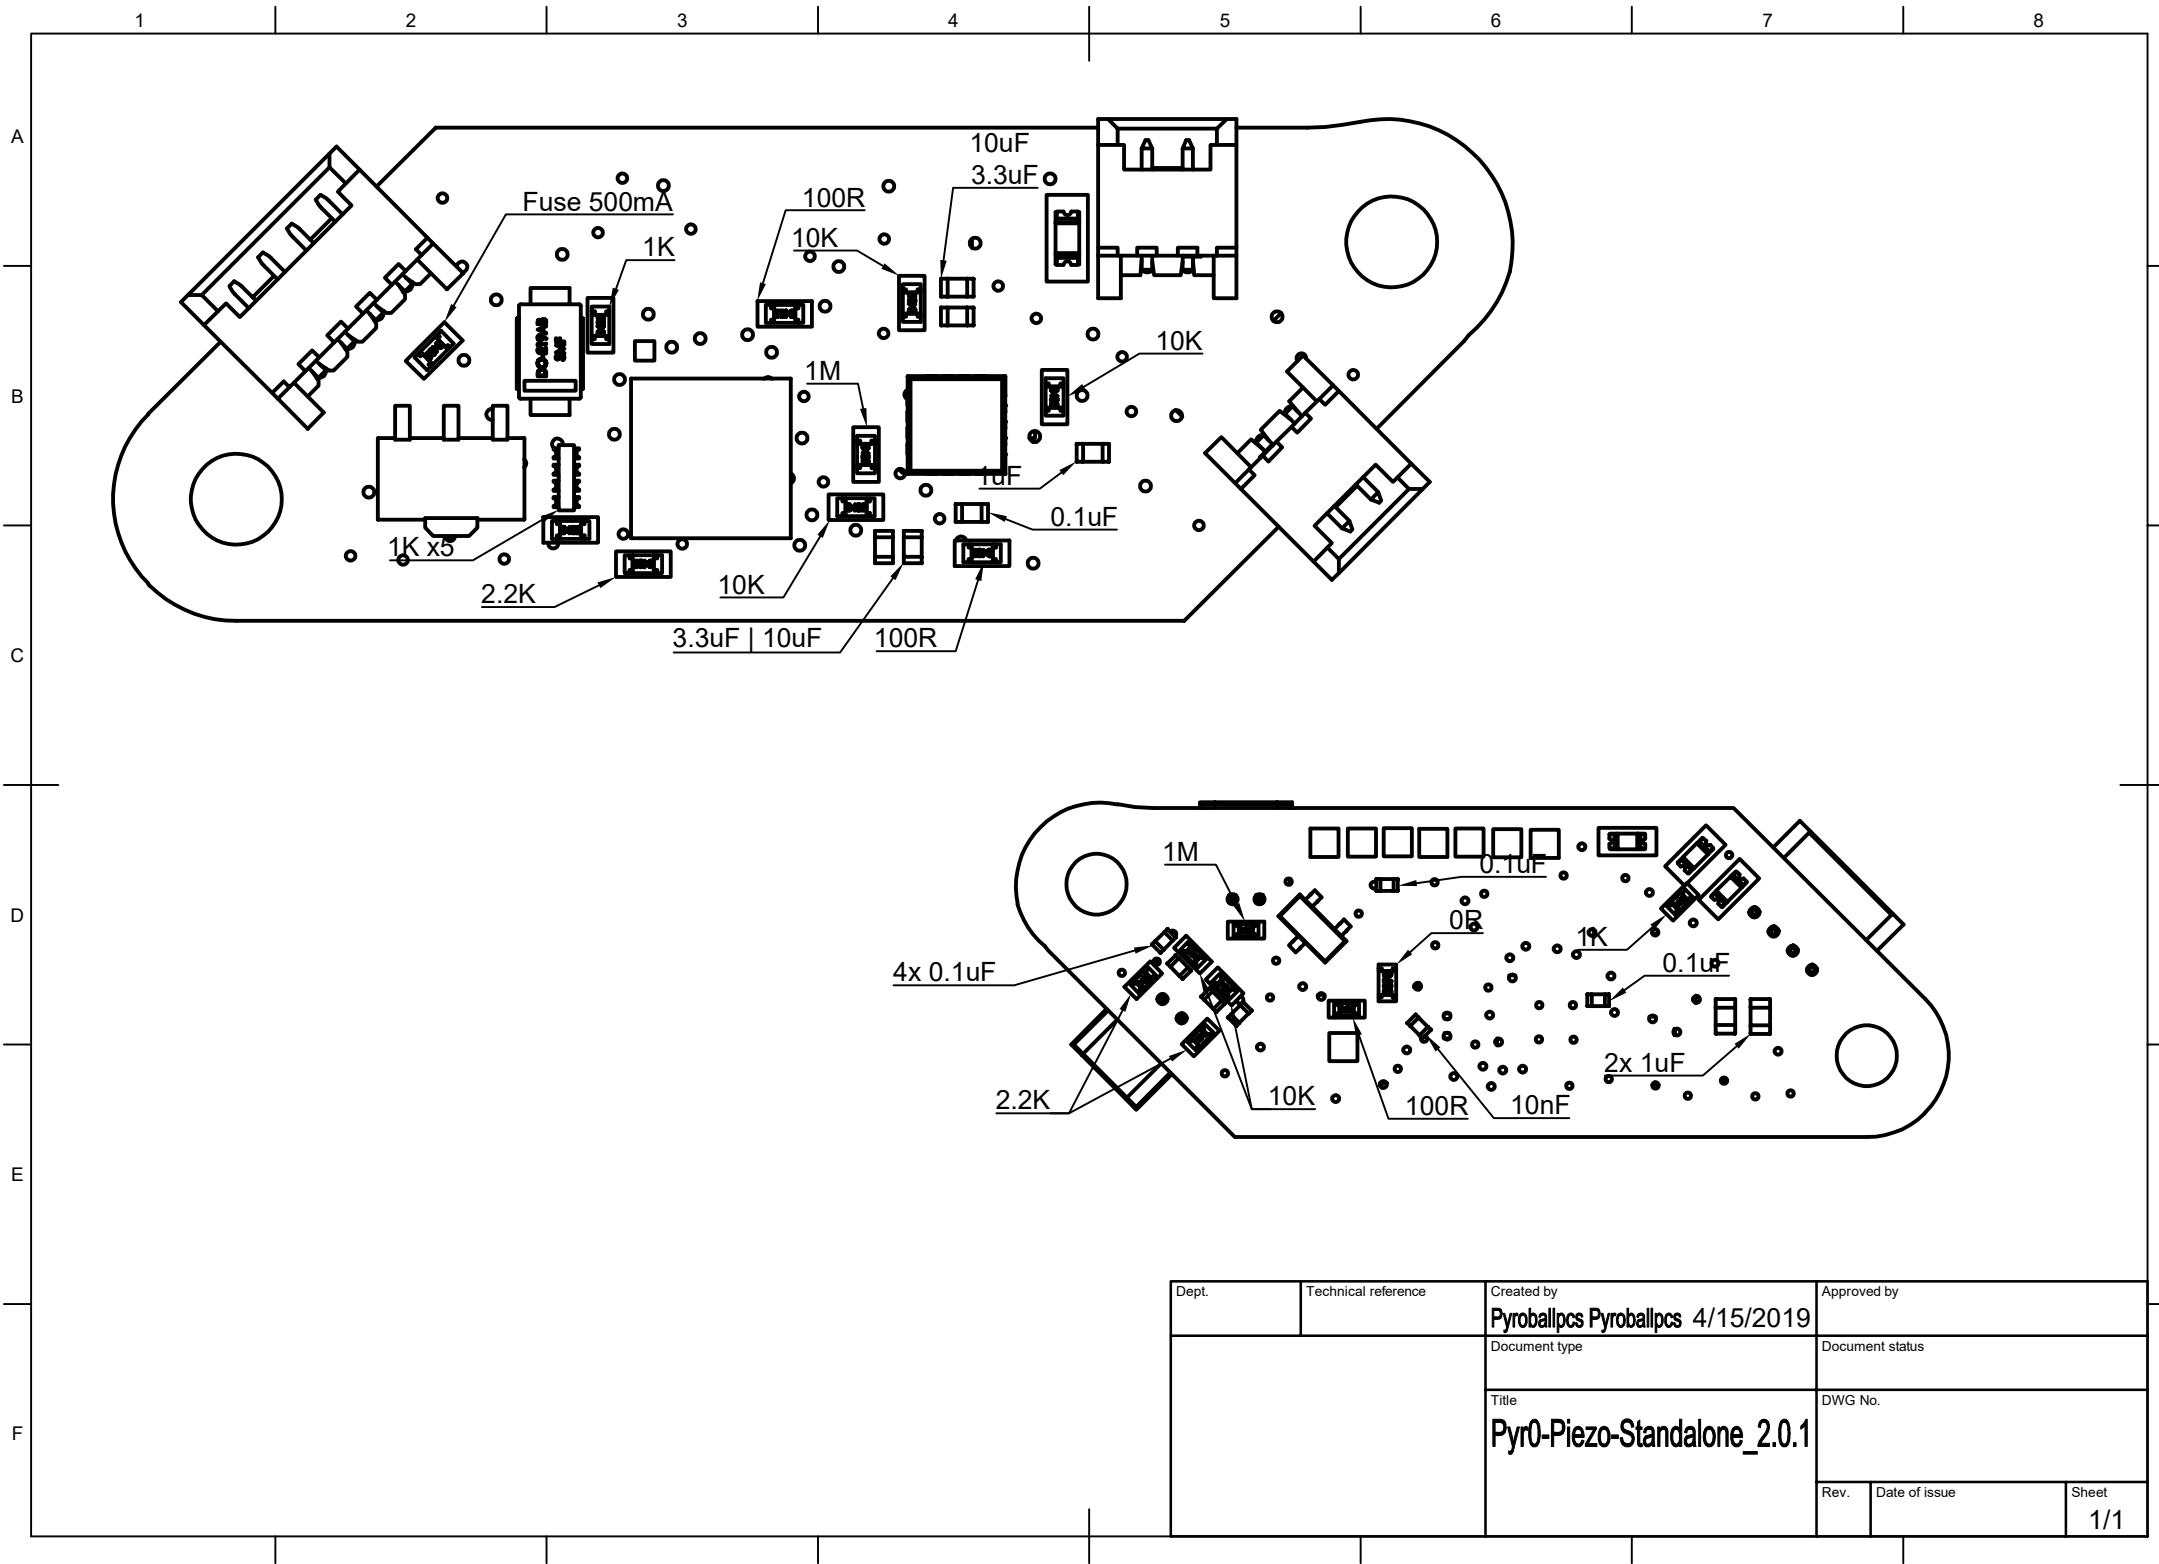 1 2 3 4 5 6 7 8
A
B
C
D
E
F
10uF
3.3uF
Fuse 500mA
100R
10K
1K
10K
1M
1uF
0.1uF
1K x5
2.2K
10K
3.3uF | 10uF
100R
DO-219AB
SMF
1M
0.1uF
0R
1K
4x 0.1uF
0.1uF
2x 1uF
2.2K
10K
100R
10nF
Dept.
Technical reference
Created by
Pyroballpcs Pyroballpcs 4/15/2019
Approved by
Document type
Document status
Title
Pyr0-Piezo-Standalone_2.0.1
DWG No.
Rev.
Date of issue
Sheet
1/1